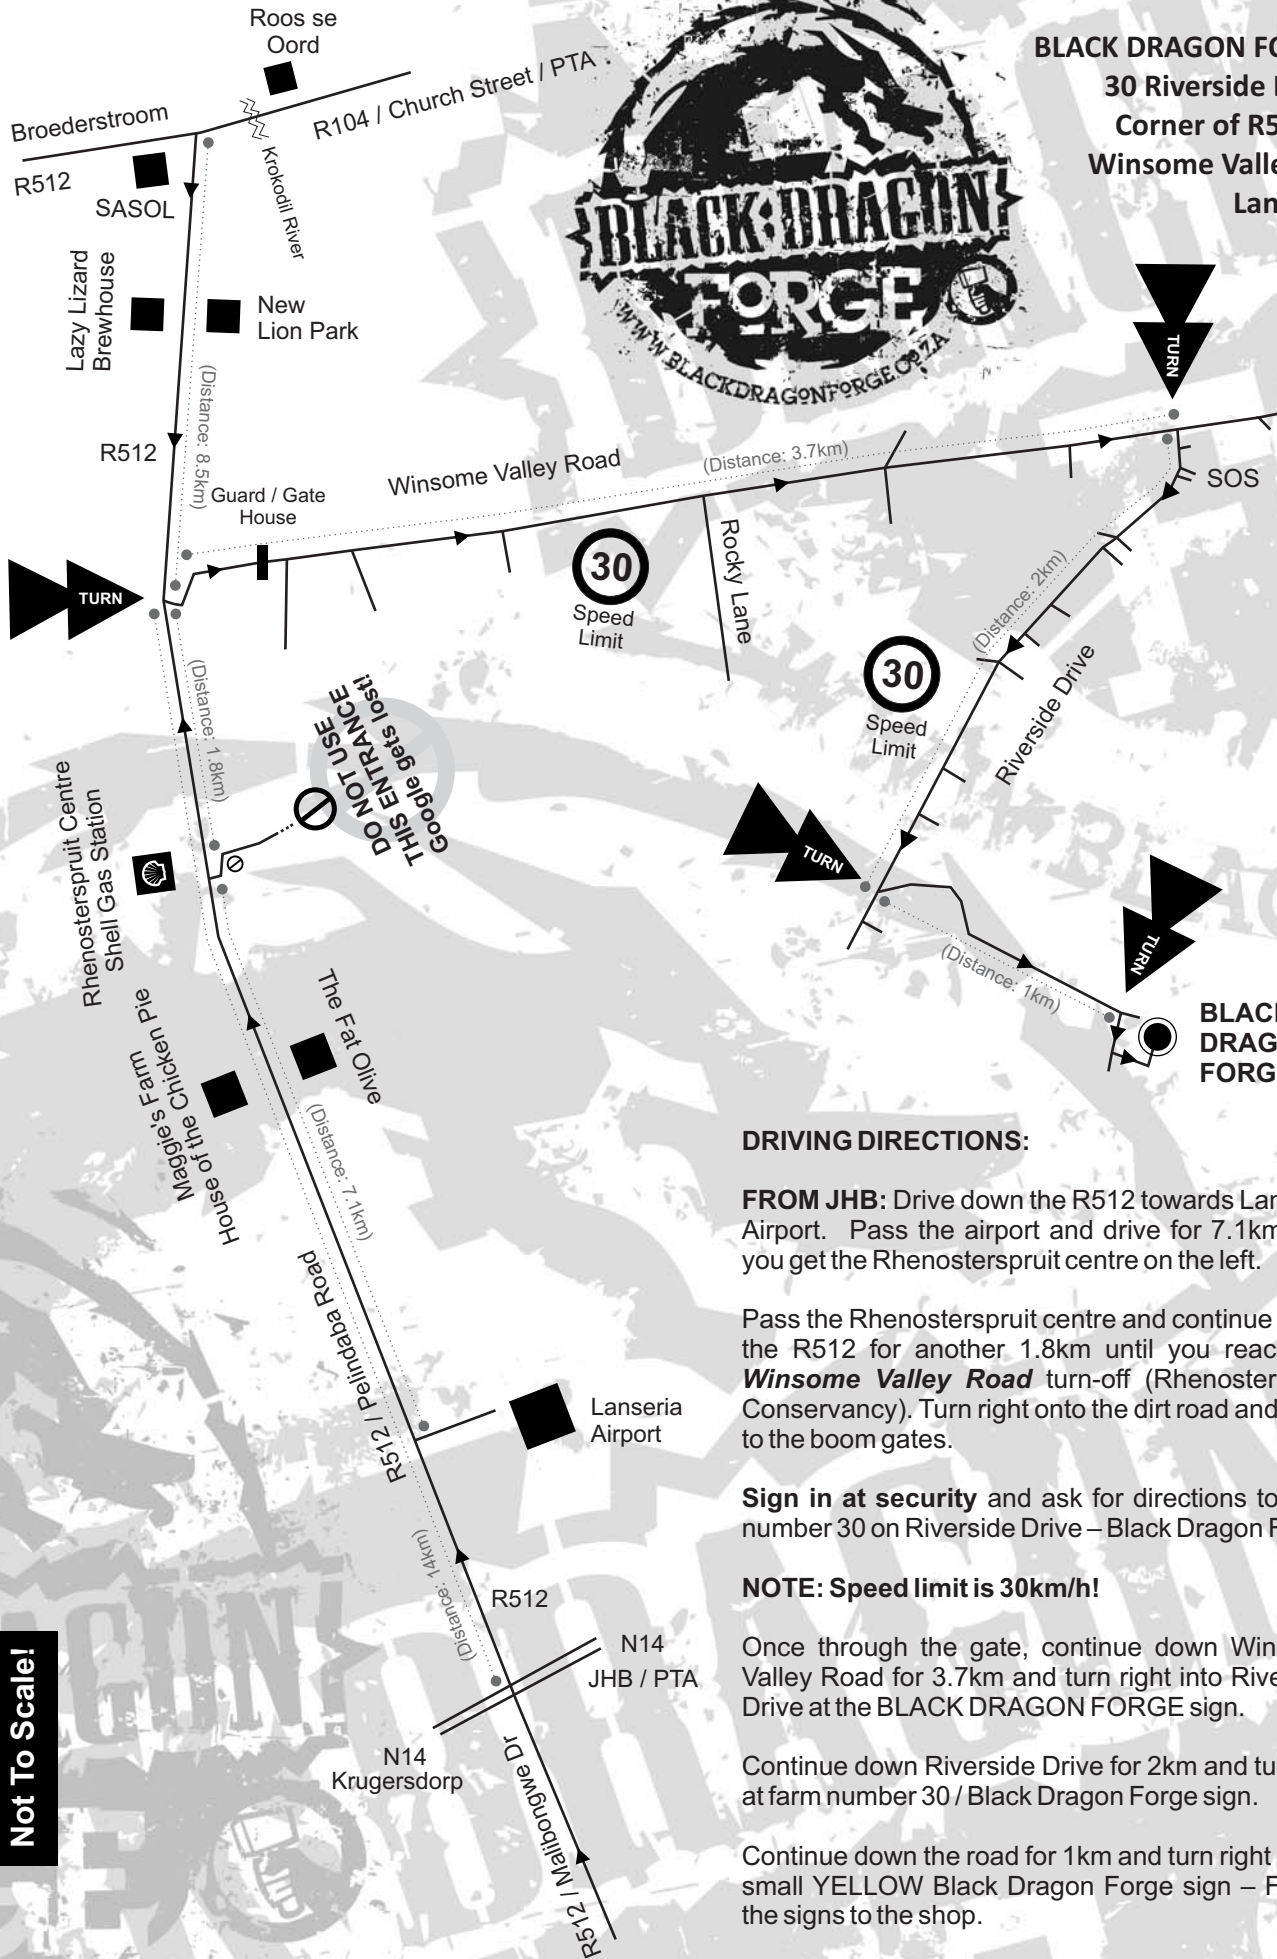 Roos se
Oord
Broederstroom
R104 / Church Street / PTA
R512
SASOL
Krokodil River
Lazy Lizard
Brewhouse
New
Lion Park
(Distance: 8.5km)
R512
BLACK DRAGON
FORGE
WWW.BLACKDRAGONFORGE.CO.ZA
BLACK DRAGON FO
30 Riverside
Corner of R5
Winsome Valle
Lan
TURN
Guard / Gate
House
Winsome Valley Road
(Distance: 3.7km)
SOS
TURN
30
Speed
Limit
Rocky Lane
(Distance: 2km)
30
Speed
Limit
Riverside Drive
(Distance: 1.8km)
DO NOT USE
THIS ENTRANCE
Google gets lost!
Rhenosterspruit Centre
Shell Gas Station
TURN
(Distance: 1km)
TURN
BLACK
DRAG
FORG
The Fat Olive
Maggie's Farm
House of the Chicken Pie
(Distance: 7.1km)
R512 / Pelindaba Road
Lanseria
Airport
(Distance: 14km)
R512
N14
JHB / PTA
N14
Krugersdorp
R512 / Malibongwe Dr
Not To Scale!
DRIVING DIRECTIONS:
FROM JHB: Drive down the R512 towards Lan
Airport. Pass the airport and drive for 7.1km
you get the Rhenosterspruit centre on the left.
Pass the Rhenosterspruit centre and continue
the R512 for another 1.8km until you reac
Winsome Valley Road turn-off (Rhenoster
Conservancy). Turn right onto the dirt road and
to the boom gates.
Sign in at security and ask for directions to
number 30 on Riverside Drive – Black Dragon F
NOTE: Speed limit is 30km/h!
Once through the gate, continue down Win
Valley Road for 3.7km and turn right into Rive
Drive at the BLACK DRAGON FORGE sign.
Continue down Riverside Drive for 2km and tu
at farm number 30 / Black Dragon Forge sign.
Continue down the road for 1km and turn right
small YELLOW Black Dragon Forge sign – F
the signs to the shop.